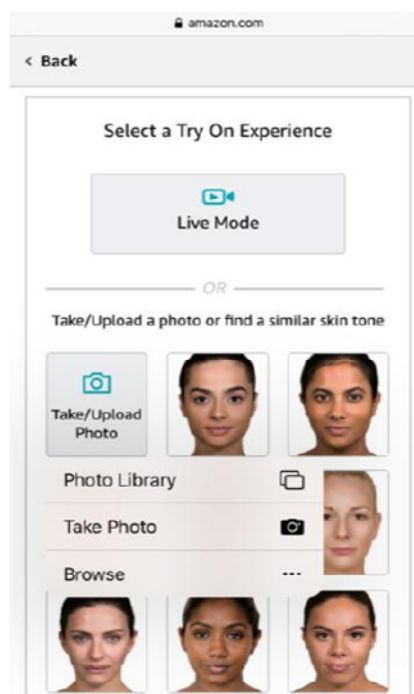 amazon.com
< Back
Select a Try On Experience
Live Mode
OR
Take/Upload a photo or find a similar skin tone
Take/Upload
Photo
Photo Library
Take Photo
Browse